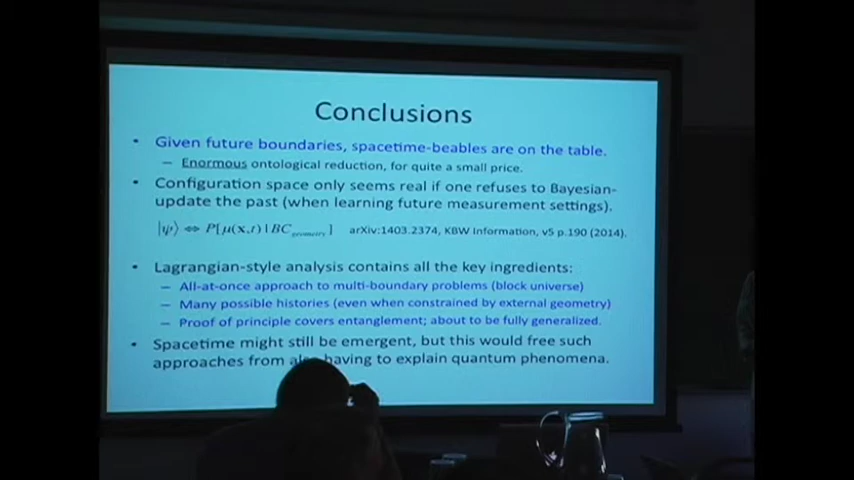 Conclusions
• Given future boundaries, spacetime-beables are on the table.
– Enormous ontological reduction, for quite a small price.
• Configuration space only seems real if one refuses to Bayesian-
update the past (when learning future measurement settings).
|ψ⟩ ⇔ P[μ(x,t) | BC_geometry] arXiv:1403.2374, KBW Information, v5 p.190 (2014).
• Lagrangian-style analysis contains all the key ingredients:
– All-at-once approach to multi-boundary problems (block universe)
– Many possible histories (even when constrained by external geometry)
– Proof of principle covers entanglement; about to be fully generalized.
• Spacetime might still be emergent, but this would free such
approaches from also having to explain quantum phenomena.